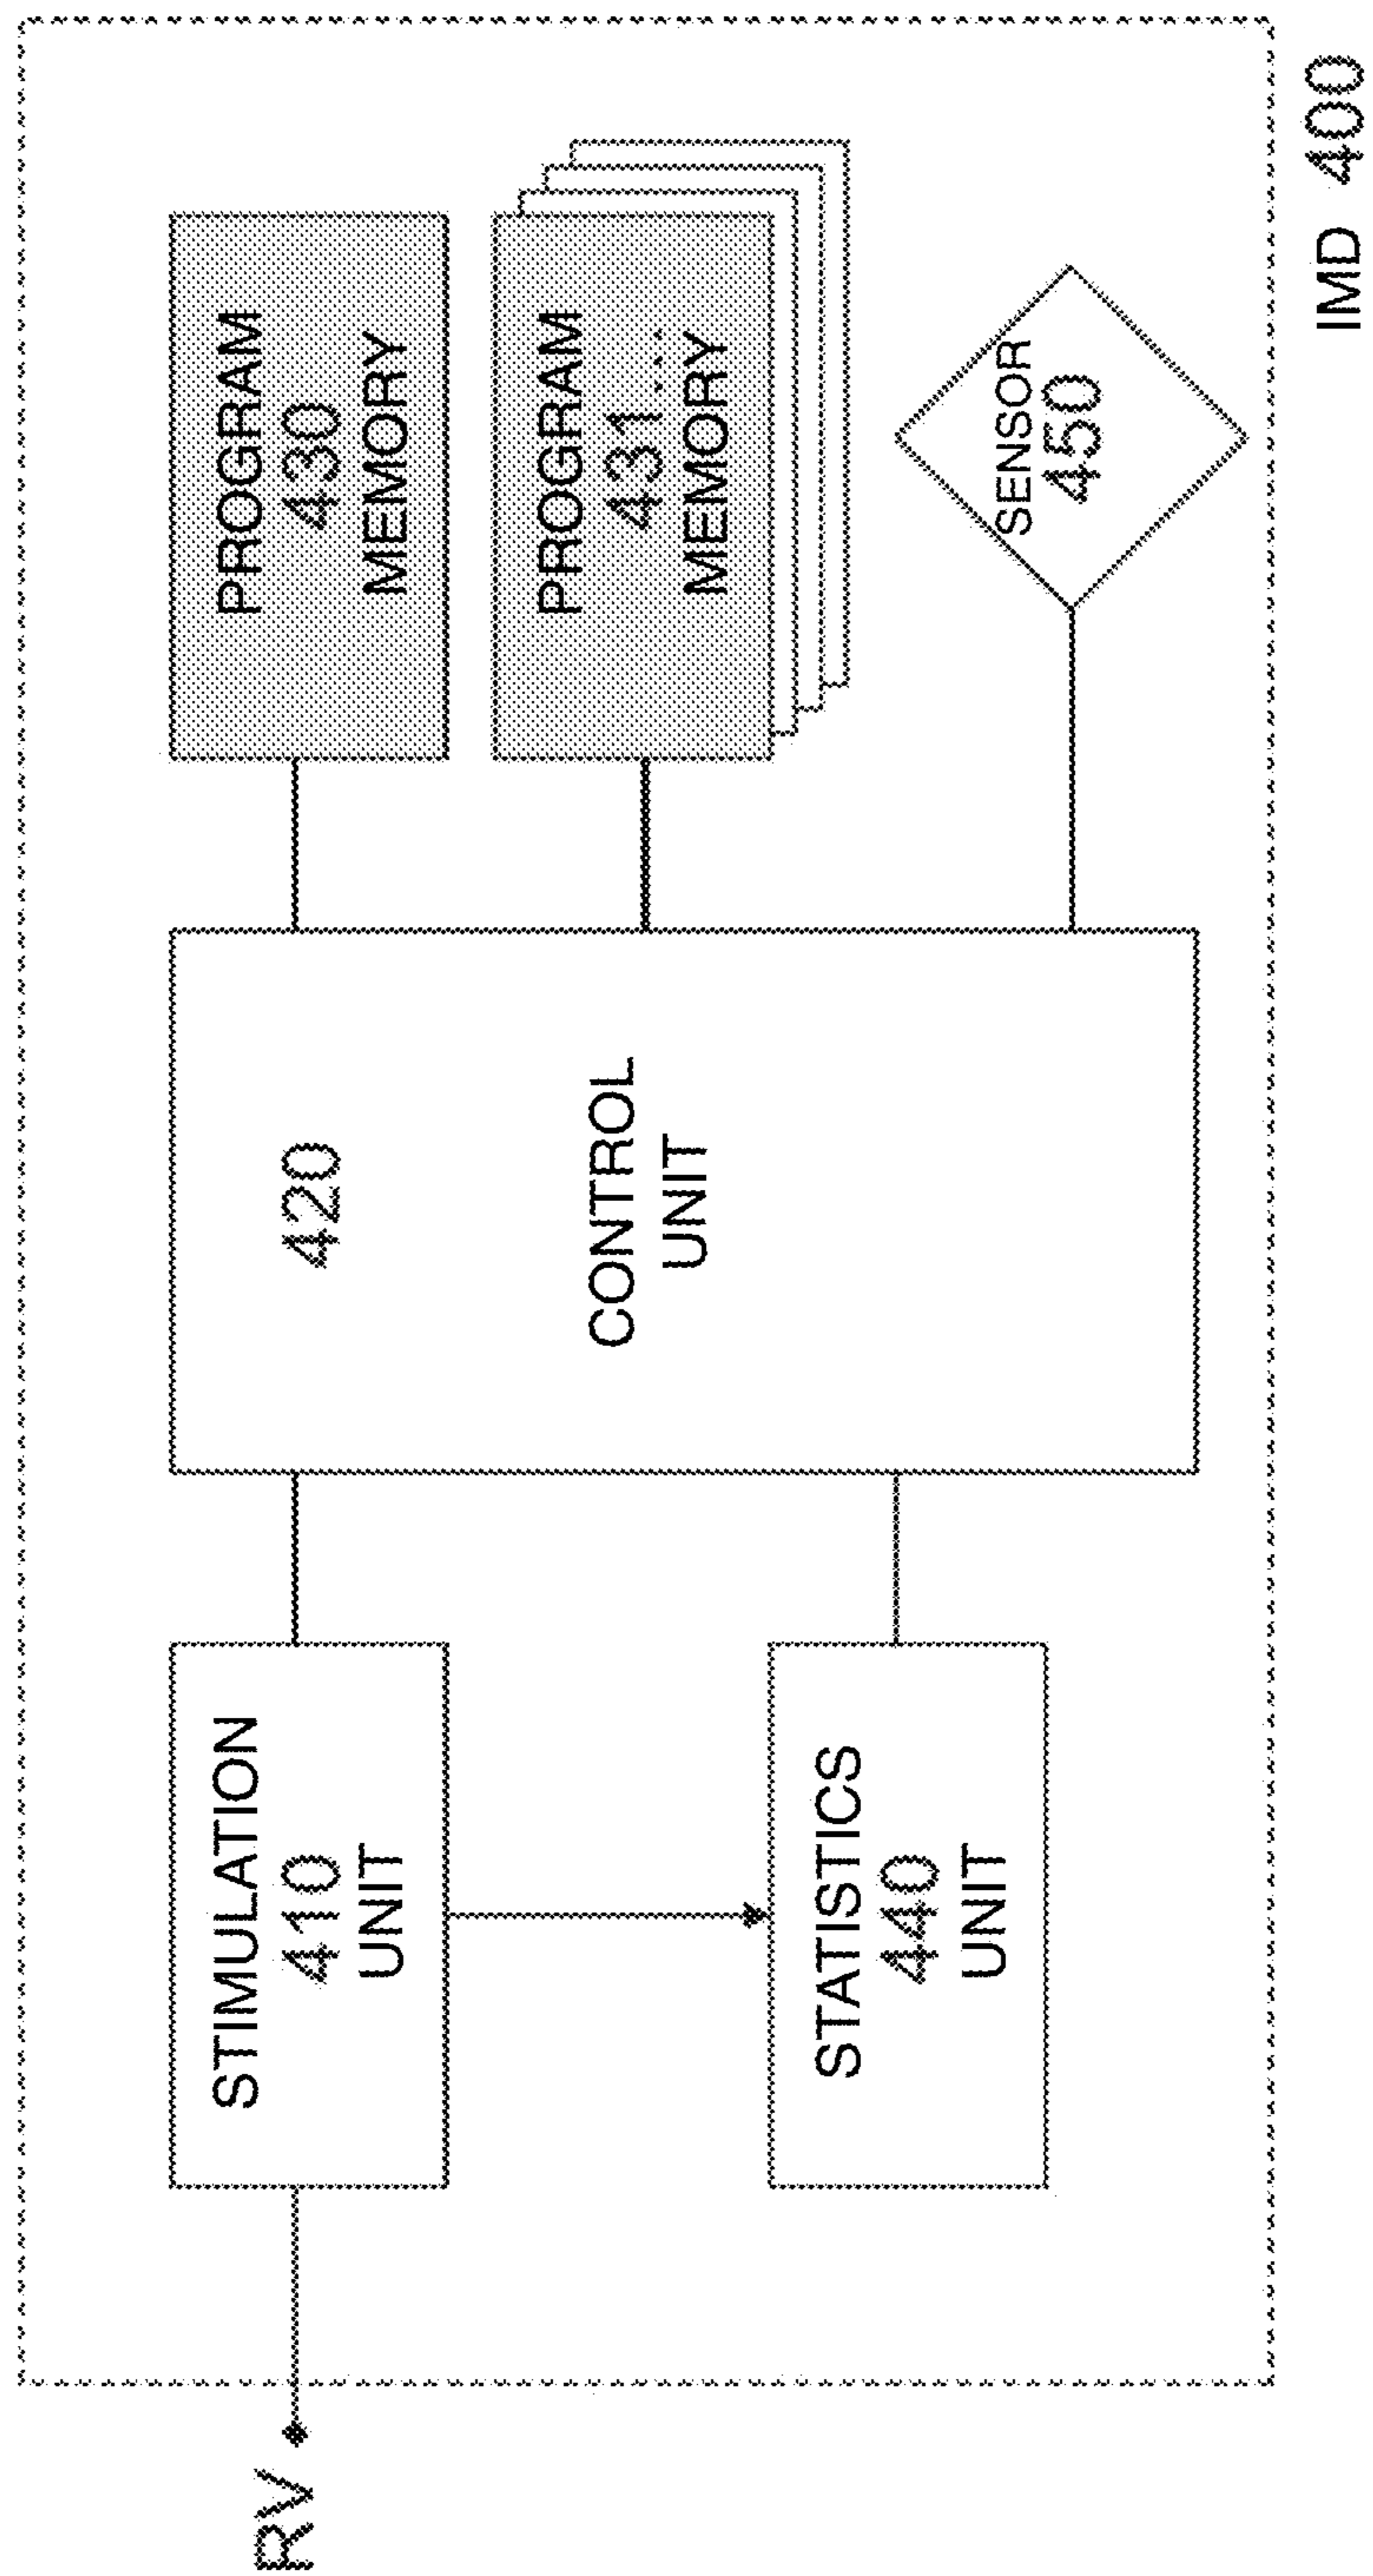 RV
STIMULATION
410
UNIT
STATISTICS
440
UNIT
420
CONTROL
UNIT
PROGRAM
430
MEMORY
PROGRAM
431...
MEMORY
SENSOR
450
IMD 400